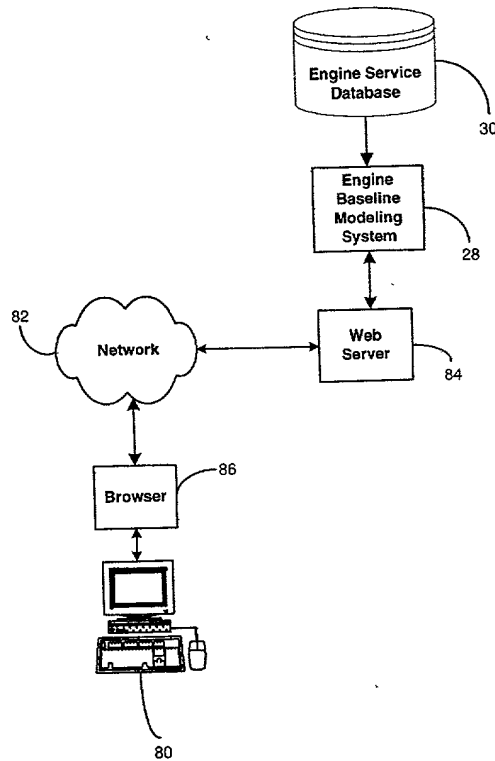 Engine Service
Database
30
Engine
Baseline
Modeling
System
28
82
Network
Web
Server
84
86
Browser
80